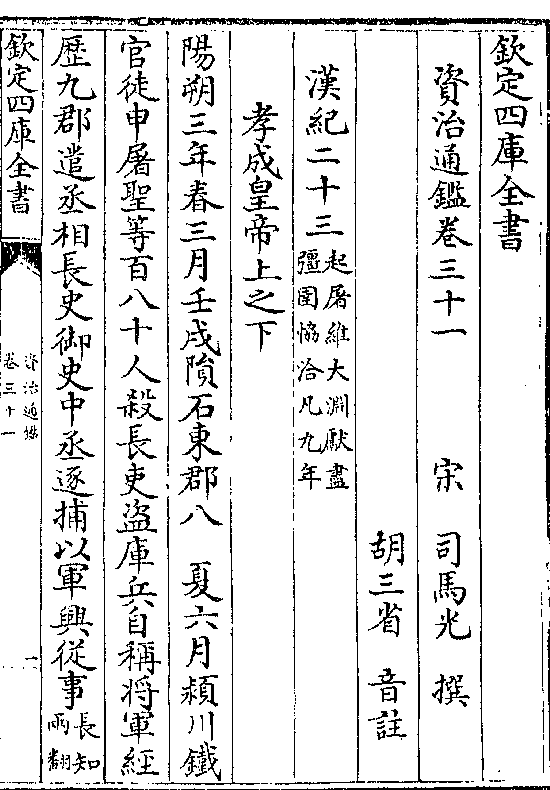 欽定四庫全書
資治通鑑卷三十一　宋　司馬光　撰
胡三省　音註
漢紀二十三起屠維大淵獻盡
彊圉協洽凡九年
孝成皇帝上之下
陽朔三年春三月壬戌隕石東郡八　夏六月潁川鐵
官徒申屠聖等百八十人殺長吏盗庫兵自稱將軍經
歴九郡遣丞相長史御史中丞逐捕以軍興從事長知
兩翻
欽定四庫全書
資治通鑑
卷三十一
一